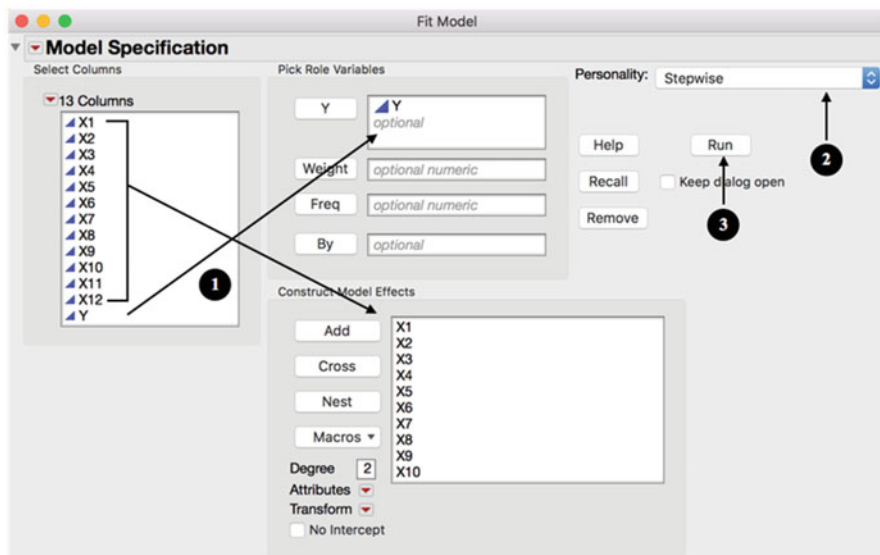 Fit Model
Model Specification
Select Columns
13 Columns
X1
X2
X3
X4
X5
X6
X7
X8
X9
X10
X11
X12
Y
1
Pick Role Variables
Y
Y
optional
Weight
optional numeric
Freq
optional numeric
By
optional
Personality:
Stepwise
2
Help
Run
Recall
Keep dialog open
3
Remove
Construct Model Effects
Add
Cross
Nest
Macros
Degree 2
Attributes
Transform
No Intercept
X1
X2
X3
X4
X5
X6
X7
X8
X9
X10